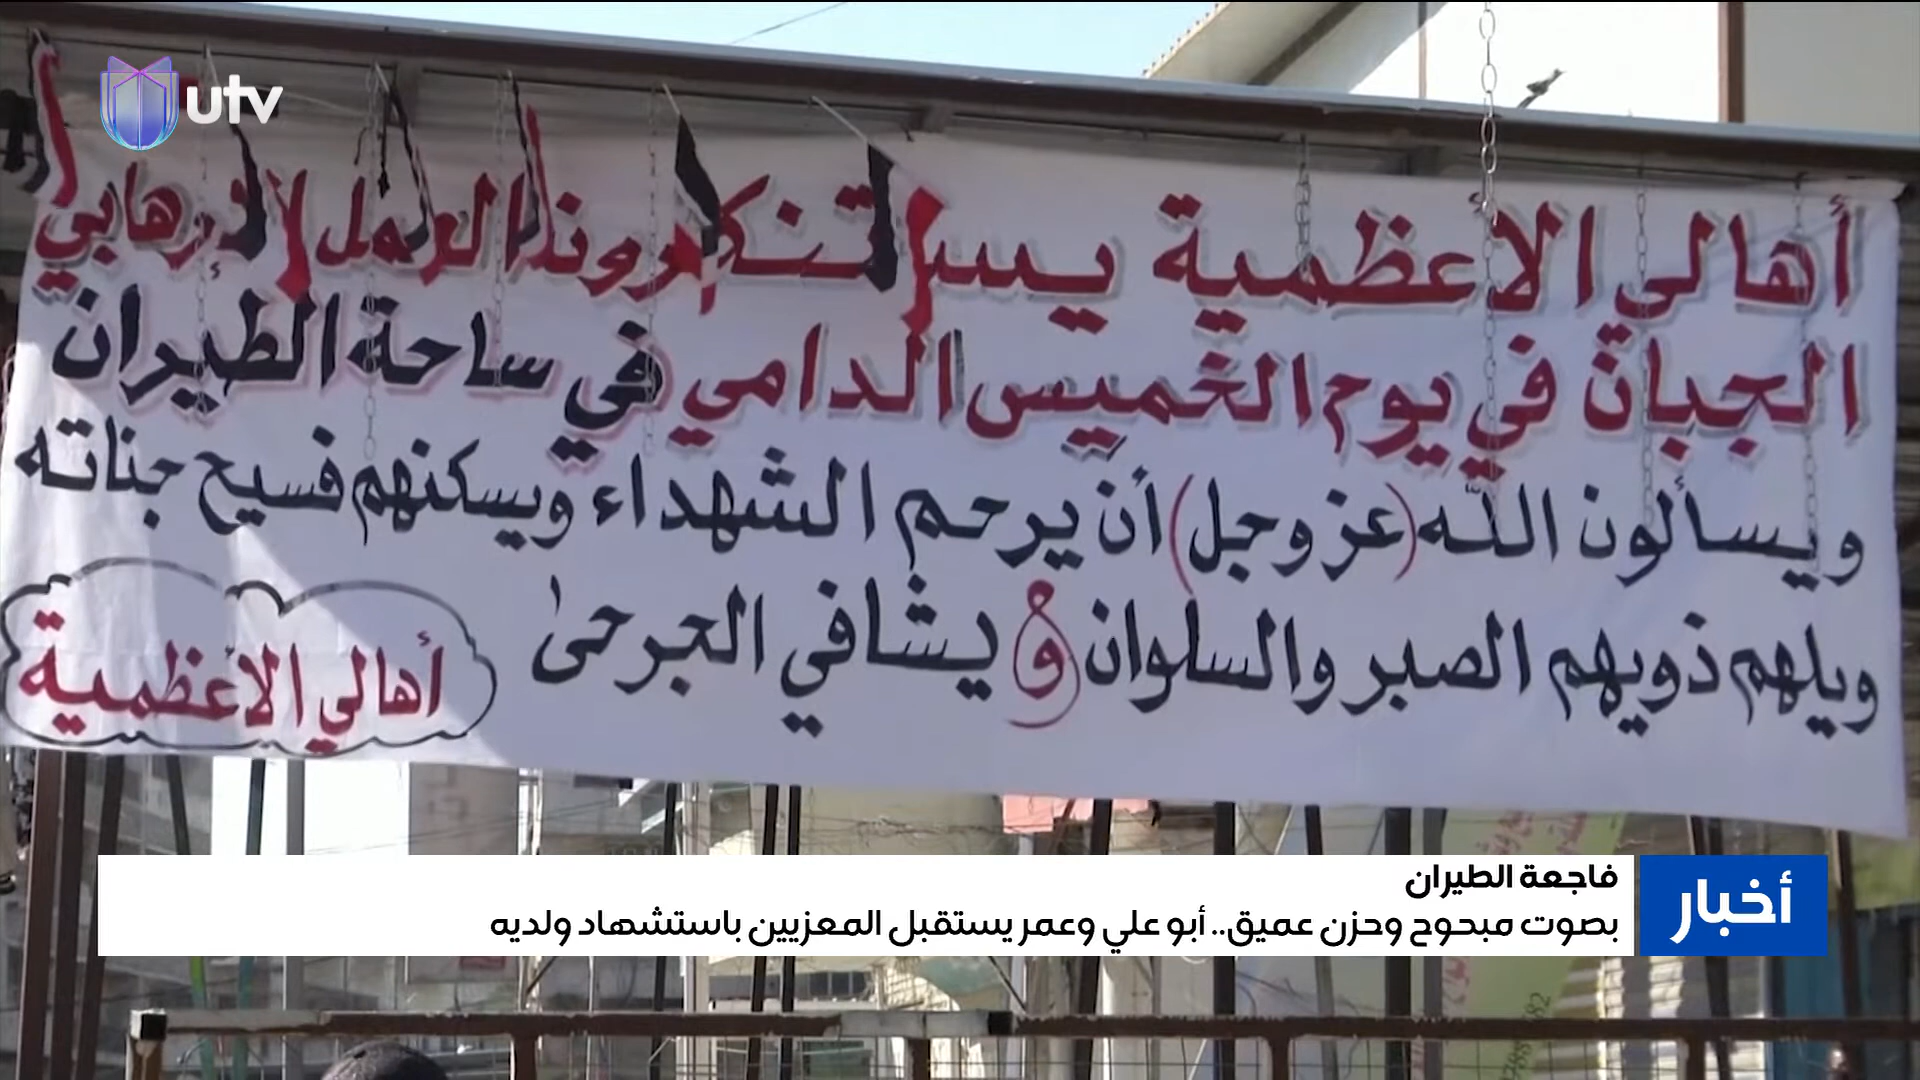 utv
أهالي الأعظمية يستنكرون العمل الإرهابي
الجبان في يوم الخميس الدامي في ساحة الطيران
ويسألون الله (عز وجل) أن يرحم الشهداء ويسكنهم فسيح جناته
ويلهم ذويهم الصبر والسلوان و يشافي الجرحى
أهالي الأعظمية
أخبار
فاجعة الطيران
بصوت مبحوح وحزن عميق.. أبو علي وعمر يستقبل المعزيين باستشهاد ولديه